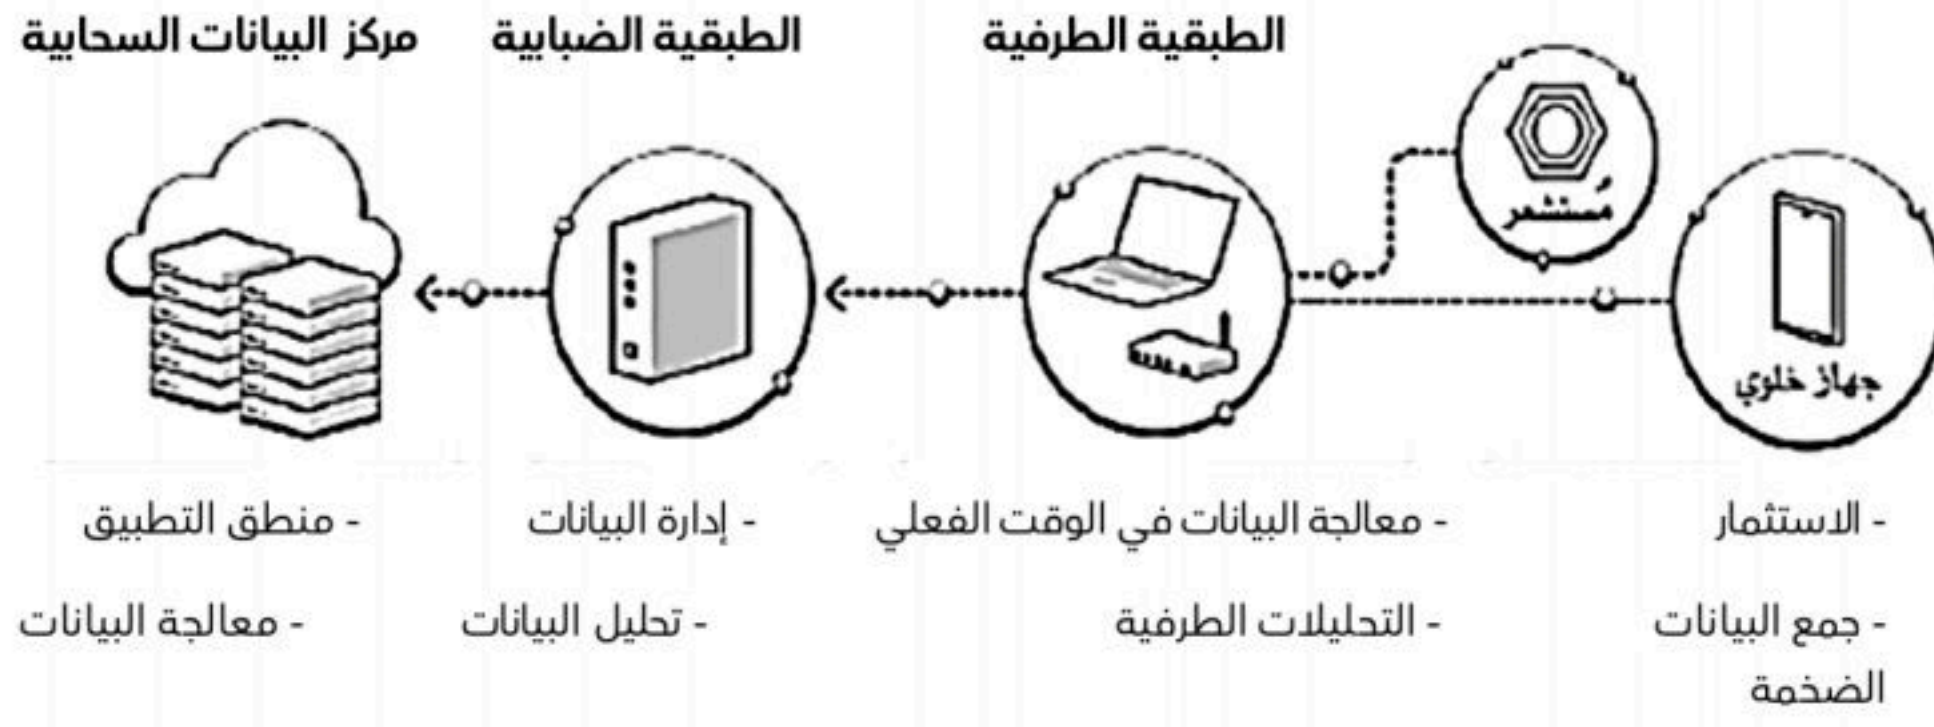 الطبقية الطرفية
الطبقية الضبابية
مركز البيانات السحابية
مُستشعر
جهاز خلوي
- الاستثمار
- جمع البيانات
الضخمة
- معالجة البيانات في الوقت الفعلي
- التحليلات الطرفية
- إدارة البيانات
- تحليل البيانات
- منطق التطبيق
- معالجة البيانات